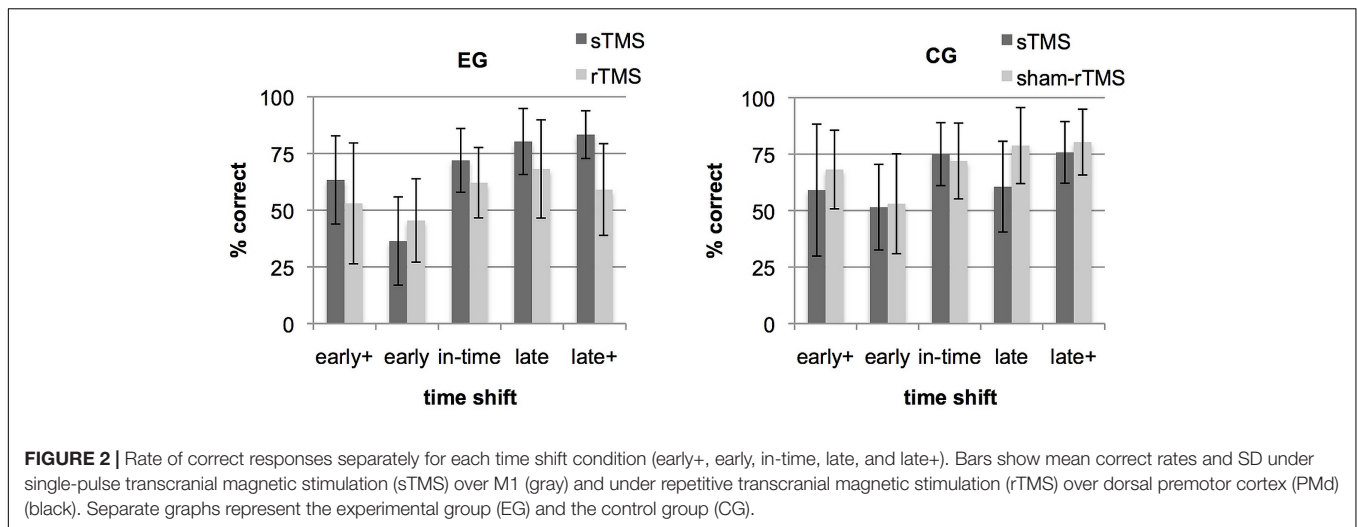 EG
sTMS
rTMS
% correct
100
75
50
25
0
early+ early in-time late late+
time shift
CG
sTMS
sham-rTMS
% correct
100
75
50
25
0
early+ early in-time late late+
time shift
FIGURE 2 | Rate of correct responses separately for each time shift condition (early+, early, in-time, late, and late+). Bars show mean correct rates and SD under
single-pulse transcranial magnetic stimulation (sTMS) over M1 (gray) and under repetitive transcranial magnetic stimulation (rTMS) over dorsal premotor cortex (PMd)
(black). Separate graphs represent the experimental group (EG) and the control group (CG).